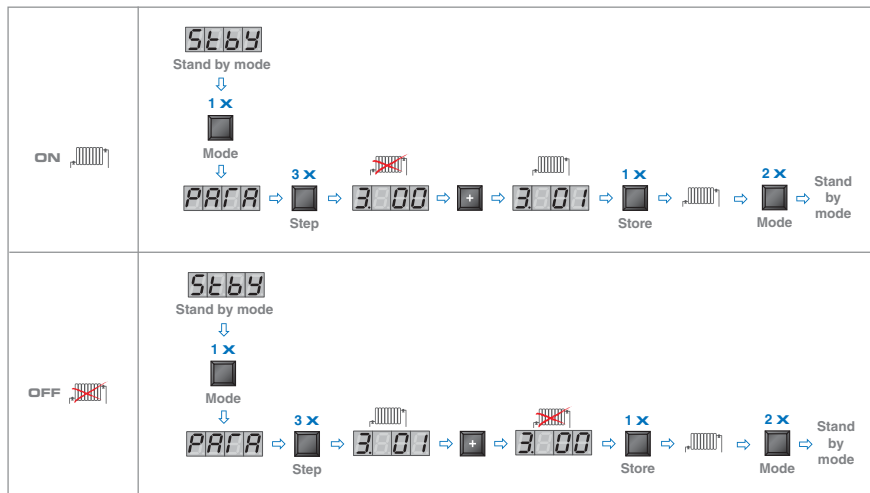 Stby
Stand by mode
1 X
Mode
ON
PARA
3 X
Step
3. 00
+
3. 01
1 X
Store
2 X
Mode
Stand
by
mode
Stby
Stand by mode
1 X
Mode
OFF
PARA
3 X
Step
3. 01
+
3. 00
1 X
Store
2 X
Mode
Stand
by
mode